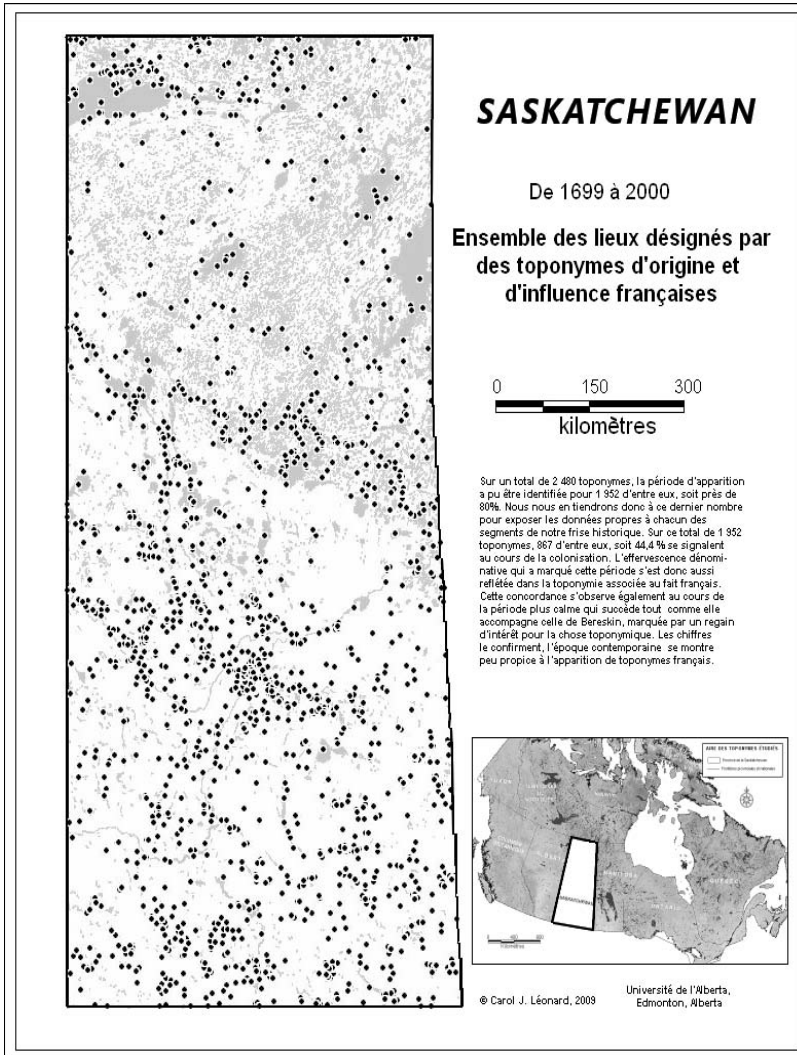 SASKATCHEWAN
De 1699 à 2000
Ensemble des lieux désignés par
des toponymes d'origine et
d'influence françaises
0 150 300
kilomètres
Sur un total de 2 480 toponymes, la période d'apparition
a pu être identifiée pour 1 952 d'entre eux, soit près de
80%. Nous nous en tiendrons donc à ce dernier nombre
pour exposer les données propres à chacun des
segments de notre frise historique. Sur ce total de 1 952
toponymes, 867 d'entre eux, soit 44,4 % se signalent
au cours de la colonisation. L'effervescence dénomi-
native qui a marqué cette période s'est donc aussi
reflétée dans la toponymie associée au fait français.
Cette concordance s'observe également au cours de
la période plus calme qui succède tout comme elle
accompagne celle de Bereskin, marquée par un regain
d'intérêt pour la chose toponymique. Les chiffres
le confirment, l'époque contemporaine se montre
peu propice à l'apparition de toponymes français.
AIRE DES TOPONYMES ÉTUDIÉS
MANITOBA
SASKATCHEWAN
© Carol J. Léonard, 2009
Université de l'Alberta,
Edmonton, Alberta